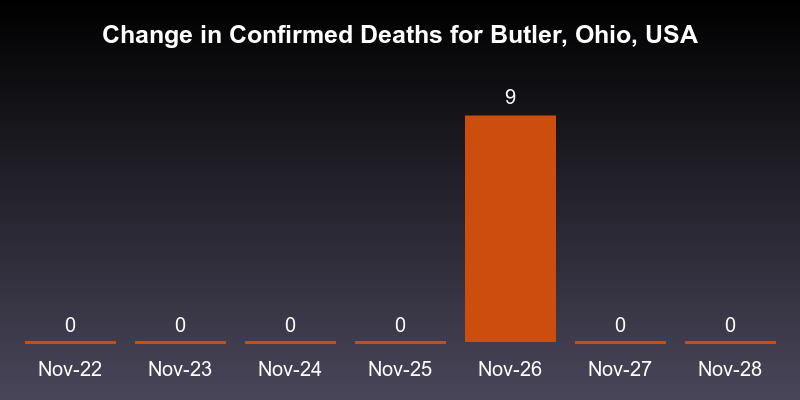 Change in Confirmed Deaths for Butler, Ohio, USA
9
0 0 0 0 0 0
Nov-22 Nov-23 Nov-24 Nov-25 Nov-26 Nov-27 Nov-28